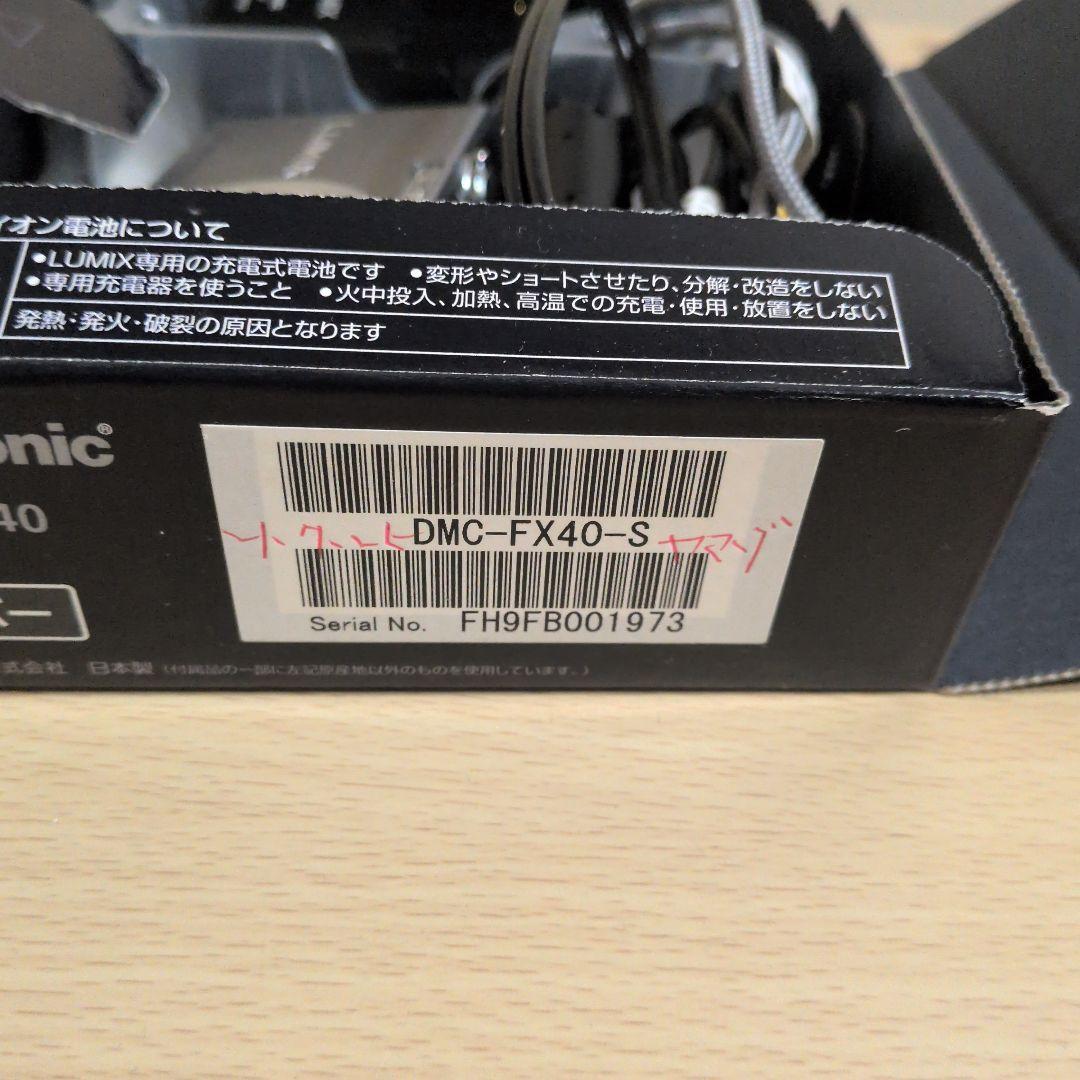 イオン電池について
•LUMIX専用の充電式電池です •変形やショートさせたり、分解・改造をしない
•専用充電器を使うこと •火中投入、加熱、高温での充電・使用・放置をしない
発熱・発火・破裂の原因となります
onic®
40
DMC-FX40-S
Serial No. FH9FB001973
式会社 日本製 (付属品の一部に左記原産地以外のものを使用しています。)